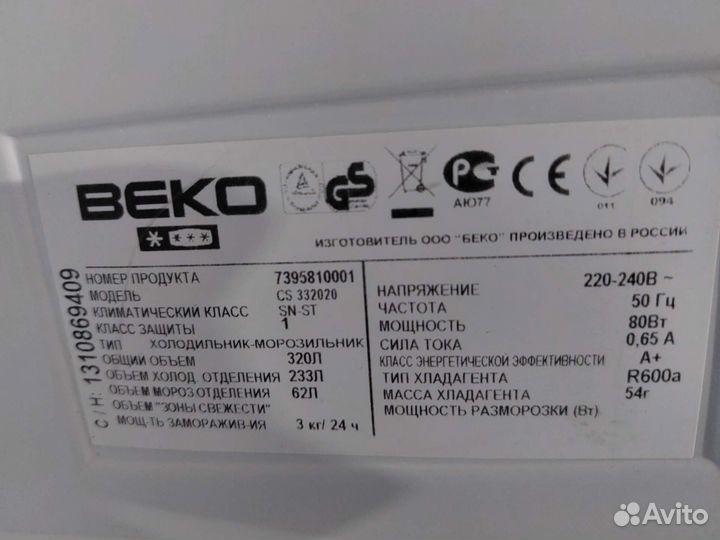 BEKO
GS
PG
АЮ77
CE
011
094
ИЗГОТОВИТЕЛЬ ООО "БЕКО" ПРОИЗВЕДЕНО В РОССИИ
С / Н: 1310869409
НОМЕР ПРОДУКТА 7395810001
МОДЕЛЬ CS 332020
КЛИМАТИЧЕСКИЙ КЛАСС SN-ST
КЛАСС ЗАЩИТЫ 1
ТИП ХОЛОДИЛЬНИК-МОРОЗИЛЬНИК
ОБЩИЙ ОБЪЕМ 320Л
ОБЪЕМ ХОЛОД. ОТДЕЛЕНИЯ 233Л
ОБЪЕМ МОРОЗ.ОТДЕЛЕНИЯ 62Л
ОБЪЕМ "ЗОНЫ СВЕЖЕСТИ"
МОЩ-ТЬ ЗАМОРАЖИВ-ИЯ 3 кг/ 24 ч
НАПРЯЖЕНИЕ 220-240В ~
ЧАСТОТА 50 Гц
МОЩНОСТЬ 80Вт
СИЛА ТОКА 0,65 А
КЛАСС ЭНЕРГЕТИЧЕСКОЙ ЭФФЕКТИВНОСТИ А+
ТИП ХЛАДАГЕНТА R600a
МАССА ХЛАДАГЕНТА 54г
МОЩНОСТЬ РАЗМОРОЗКИ (Вт)
Avito